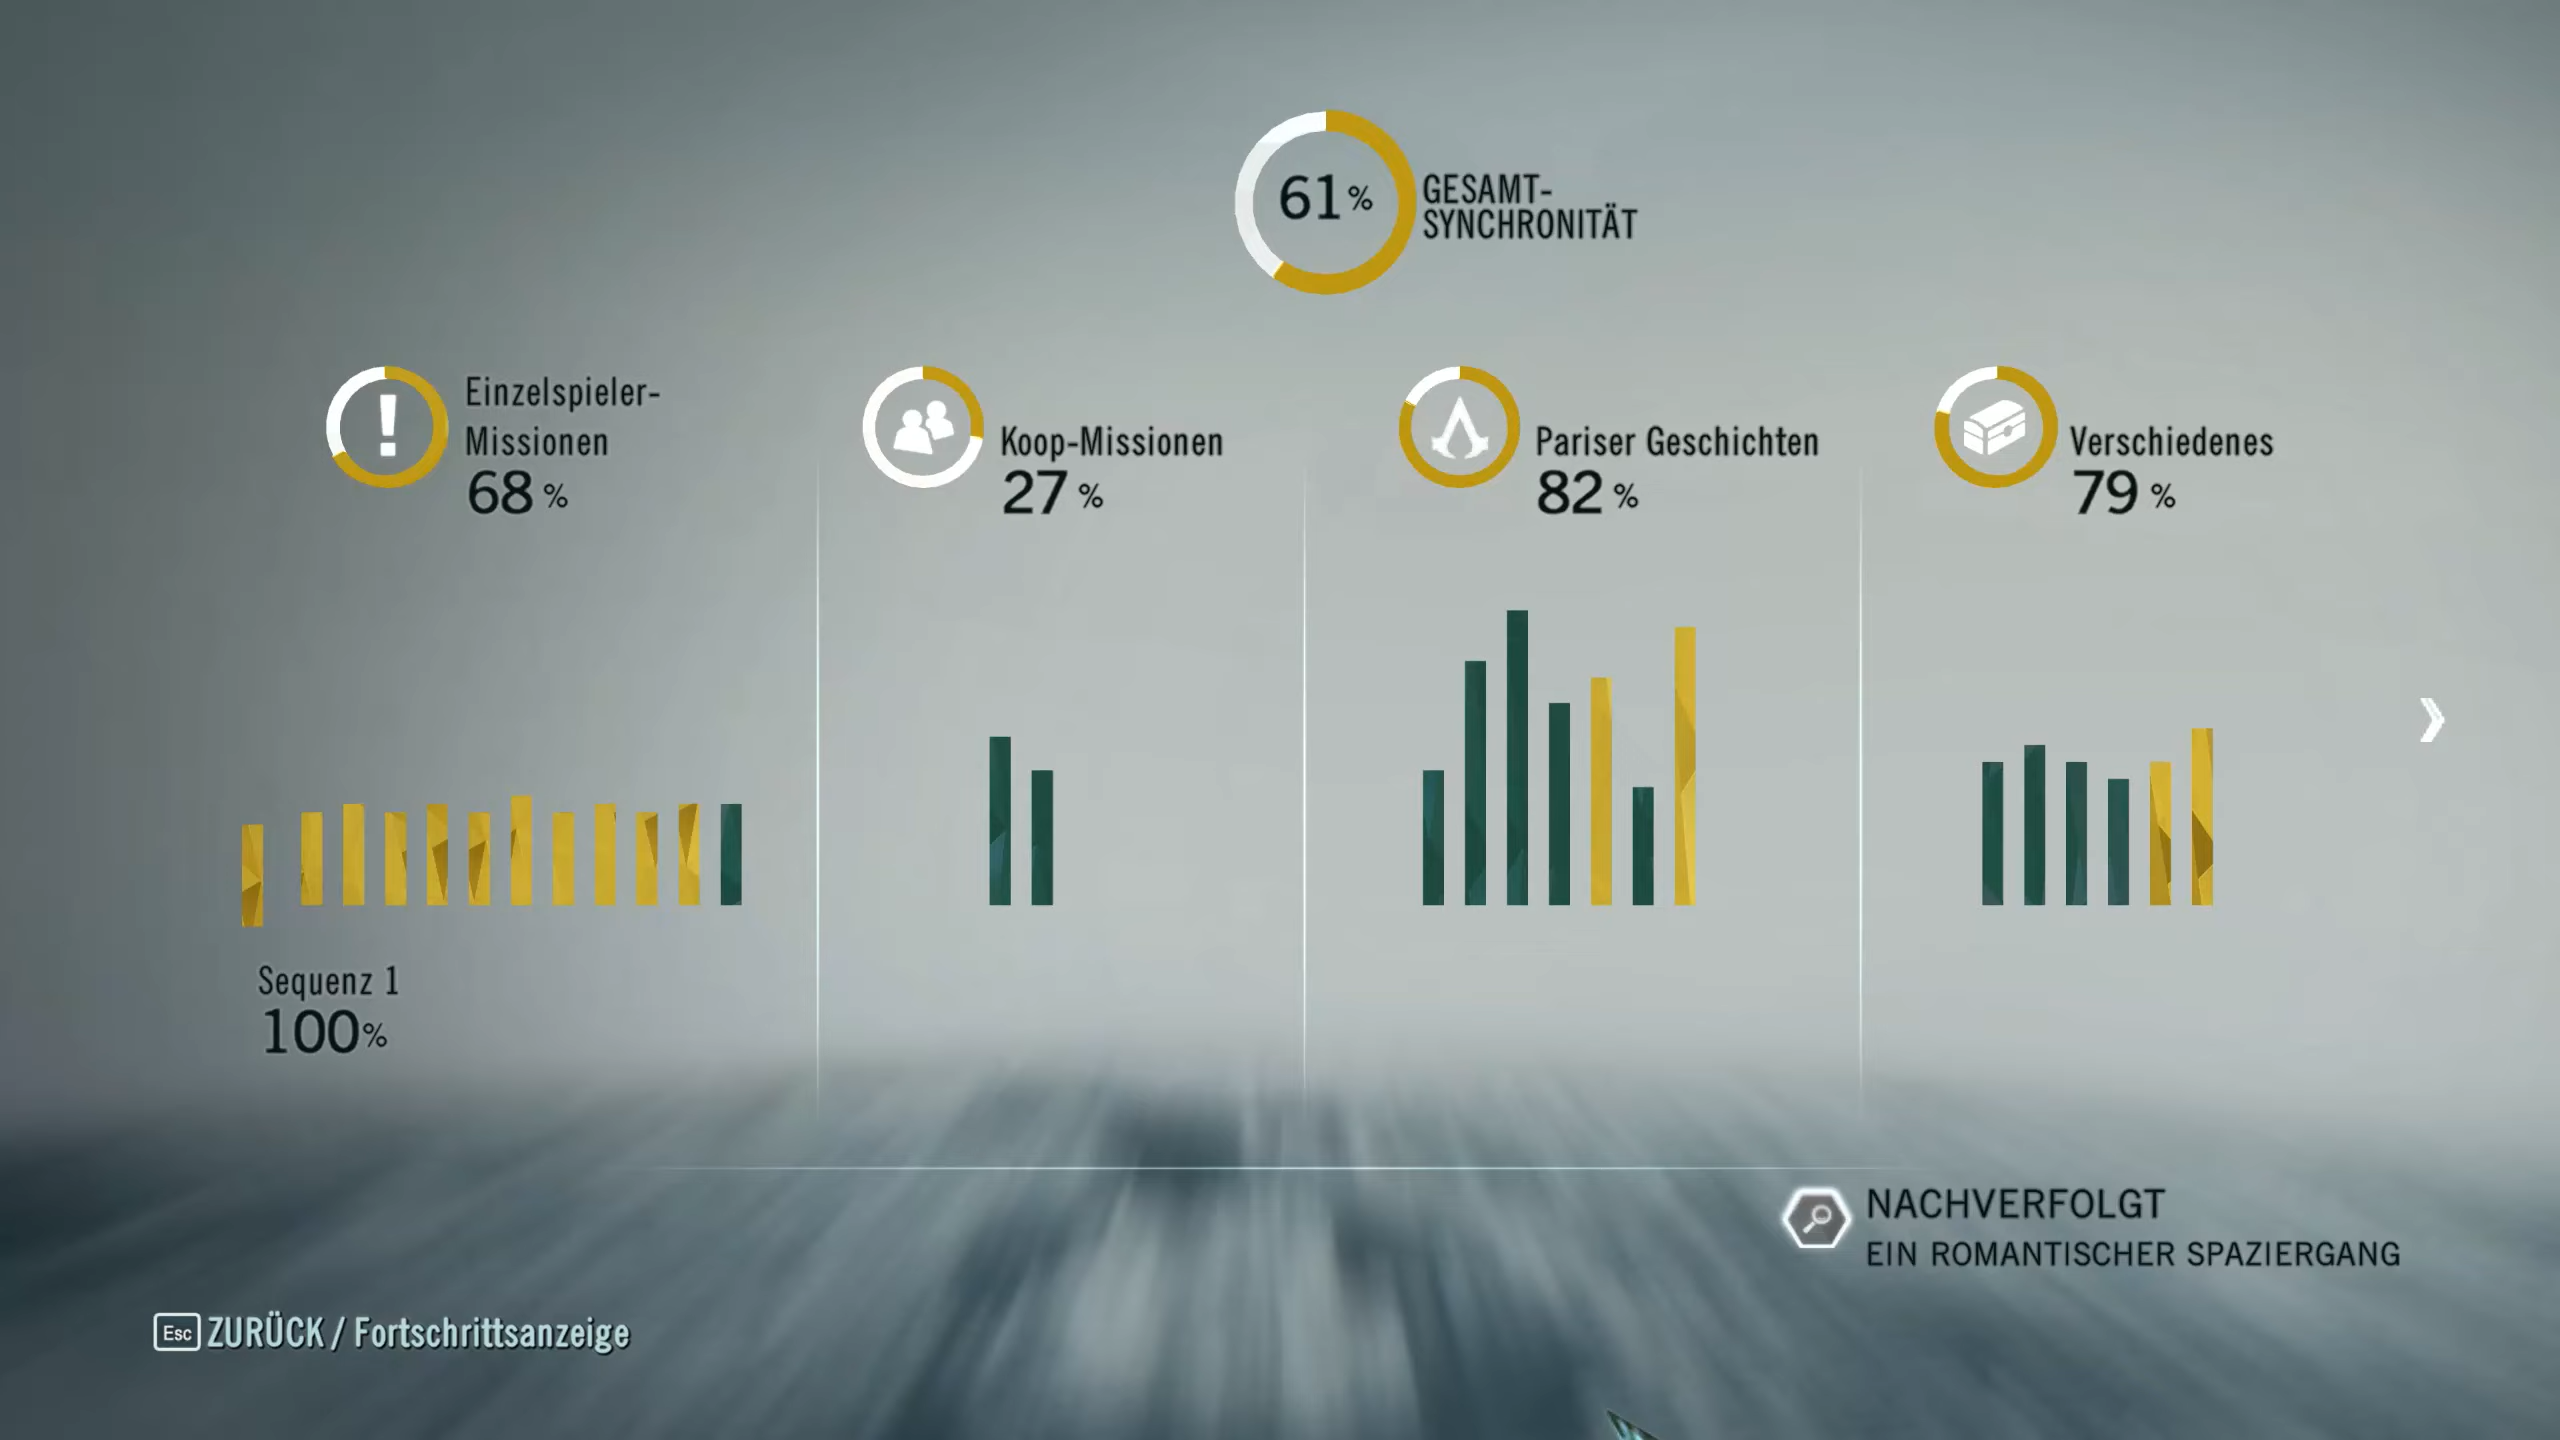 61%
GESAMT-
SYNCHRONITÄT
Einzelspieler-
Missionen
68 %
Koop-Missionen
27 %
Pariser Geschichten
82 %
Verschiedenes
79 %
Sequenz 1
100%
NACHVERFOLGT
EIN ROMANTISCHER SPAZIERGANG
Esc ZURÜCK / Fortschrittsanzeige